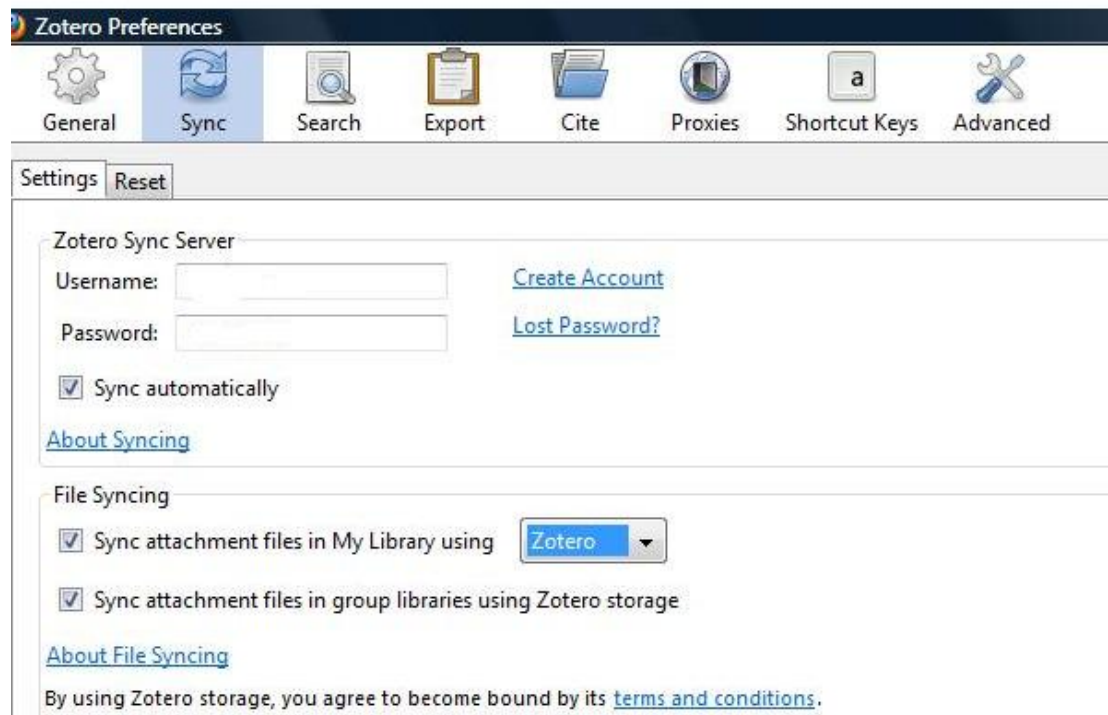 Zotero Preferences
a
General Sync Search Export Cite Proxies Shortcut Keys Advanced
Settings Reset
Zotero Sync Server
Username: Create Account
Password: Lost Password?
Sync automatically
About Syncing
File Syncing
Sync attachment files in My Library using Zotero
Sync attachment files in group libraries using Zotero storage
About File Syncing
By using Zotero storage, you agree to become bound by its terms and conditions.